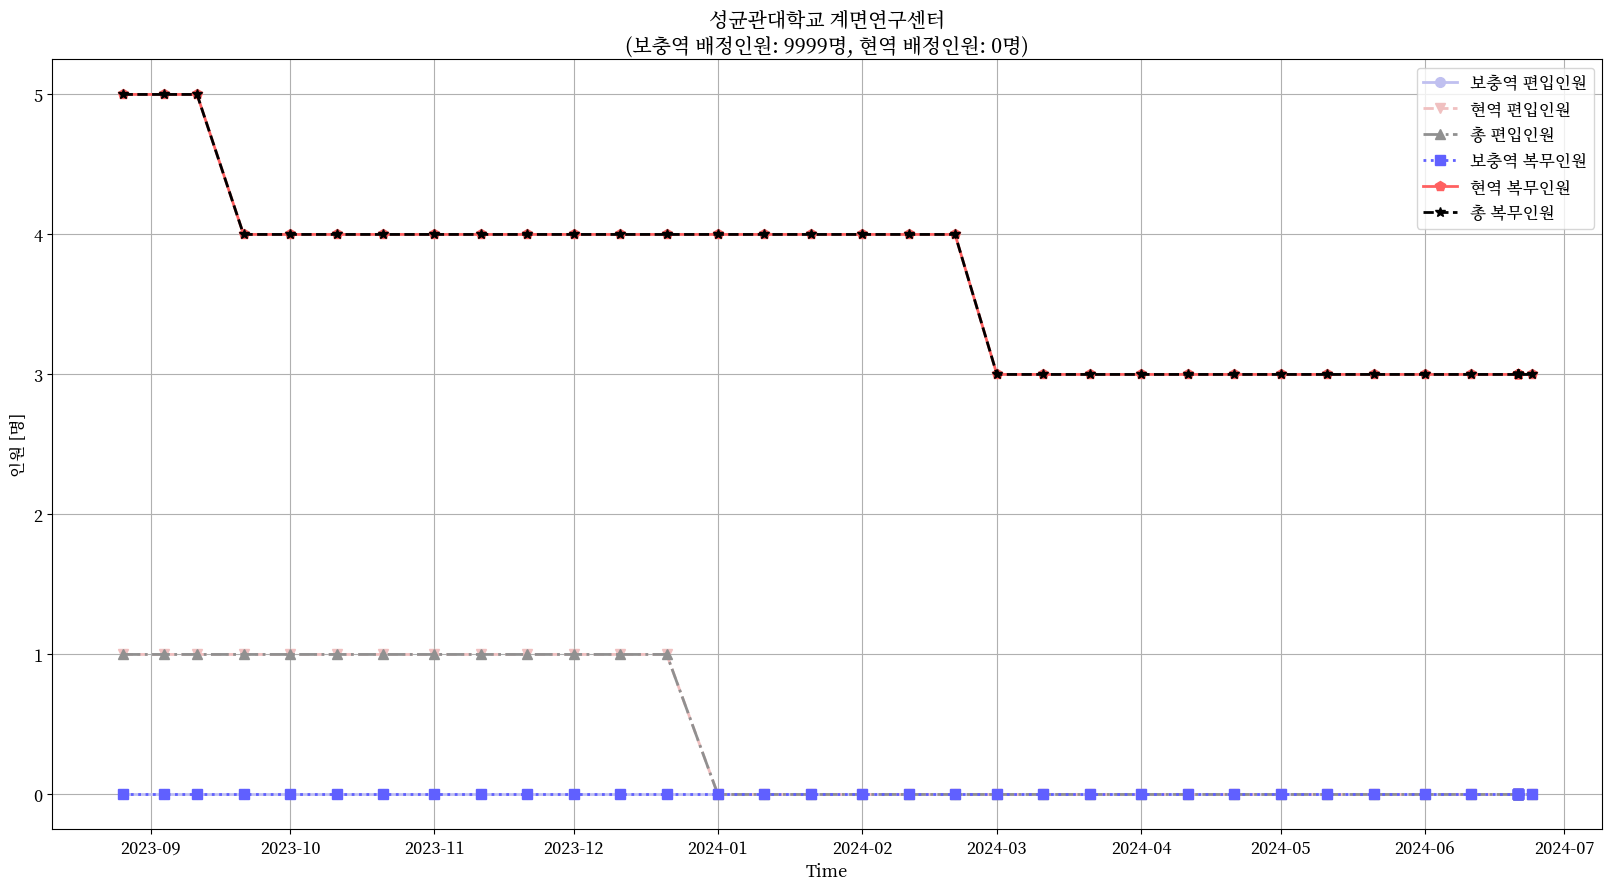 성균관대학교 계면연구센터
(보충역 배정인원: 9999명, 현역 배정인원: 0명)
보충역 편입인원
현역 편입인원
총 편입인원
보충역 복무인원
현역 복무인원
총 복무인원
인원 [명]
5
4
3
2
1
0
2023-09
2023-10
2023-11
2023-12
2024-01
2024-02
2024-03
2024-04
2024-05
2024-06
2024-07
Time